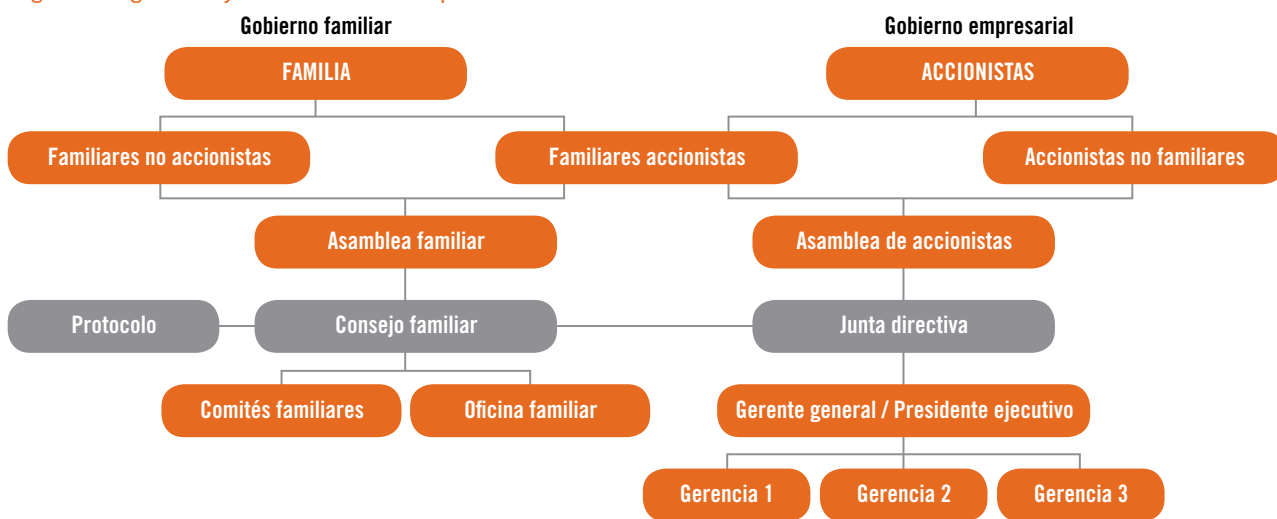 Gobierno familiar
Gobierno empresarial
FAMILIA
ACCIONISTAS
Familiares no accionistas
Familiares accionistas
Accionistas no familiares
Asamblea familiar
Asamblea de accionistas
Protocolo
Consejo familiar
Junta directiva
Comités familiares
Oficina familiar
Gerente general / Presidente ejecutivo
Gerencia 1
Gerencia 2
Gerencia 3